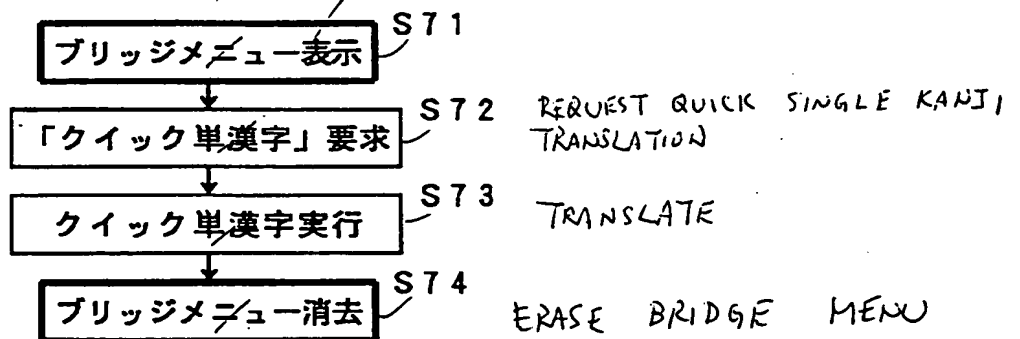 ブリッジメニュー表示 S71
「クイック単漢字」要求 S72 REQUEST QUICK SINGLE KANJI
TRANSLATION
クイック単漢字実行 S73 TRANSLATE
ブリッジメニュー消去 S74 ERASE BRIDGE MENU